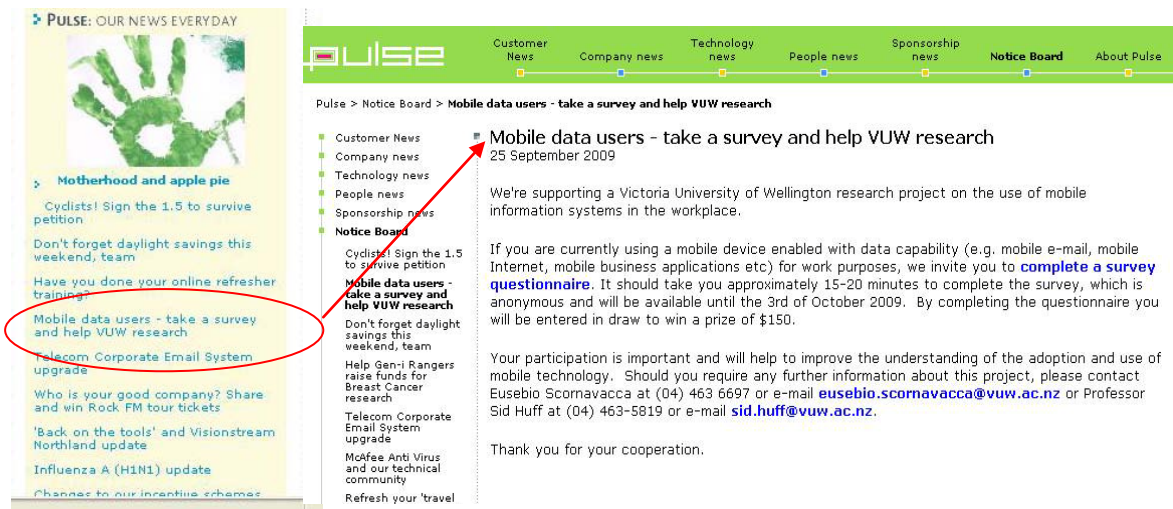 PULSE: OUR NEWS EVERYDAY
Motherhood and apple pie
Cyclists! Sign the 1.5 to survive
petition
Don't forget daylight savings this
weekend, team
Have you done your online refresher
training?
Mobile data users - take a survey
and help VUW research
Telecom Corporate Email System
upgrade
Who is your good company? Share
and win Rock FM tour tickets
'Back on the tools' and Visionstream
Northland update
Influenza A (H1N1) update
Changes to our incentive schemes
pulse
Customer
News
Company news
Technology
news
People news
Sponsorship
news
Notice Board
About Pulse
Pulse > Notice Board > Mobile data users - take a survey and help VUW research
Customer News
Company news
Technology news
People news
Sponsorship news
Notice Board
Cyclists! Sign the 1.5
to survive petition
Mobile data users -
take a survey and
help VUW research
Don't forget daylight
savings this
weekend, team
Help Gen-i Rangers
raise funds for
Breast Cancer
research
Telecom Corporate
Email System
upgrade
McAfee Anti Virus
and our technical
community
Refresh your 'travel
Mobile data users - take a survey and help VUW research
25 September 2009
We're supporting a Victoria University of Wellington research project on the use of mobile
information systems in the workplace.
If you are currently using a mobile device enabled with data capability (e.g. mobile e-mail, mobile
Internet, mobile business applications etc) for work purposes, we invite you to complete a survey
questionnaire. It should take you approximately 15-20 minutes to complete the survey, which is
anonymous and will be available until the 3rd of October 2009. By completing the questionnaire you
will be entered in draw to win a prize of $150.
Your participation is important and will help to improve the understanding of the adoption and use of
mobile technology. Should you require any further information about this project, please contact
Eusebio Scornavacca at (04) 463 6697 or e-mail eusebio.scornavacca@vuw.ac.nz or Professor
Sid Huff at (04) 463-5819 or e-mail sid.huff@vuw.ac.nz.
Thank you for your cooperation.